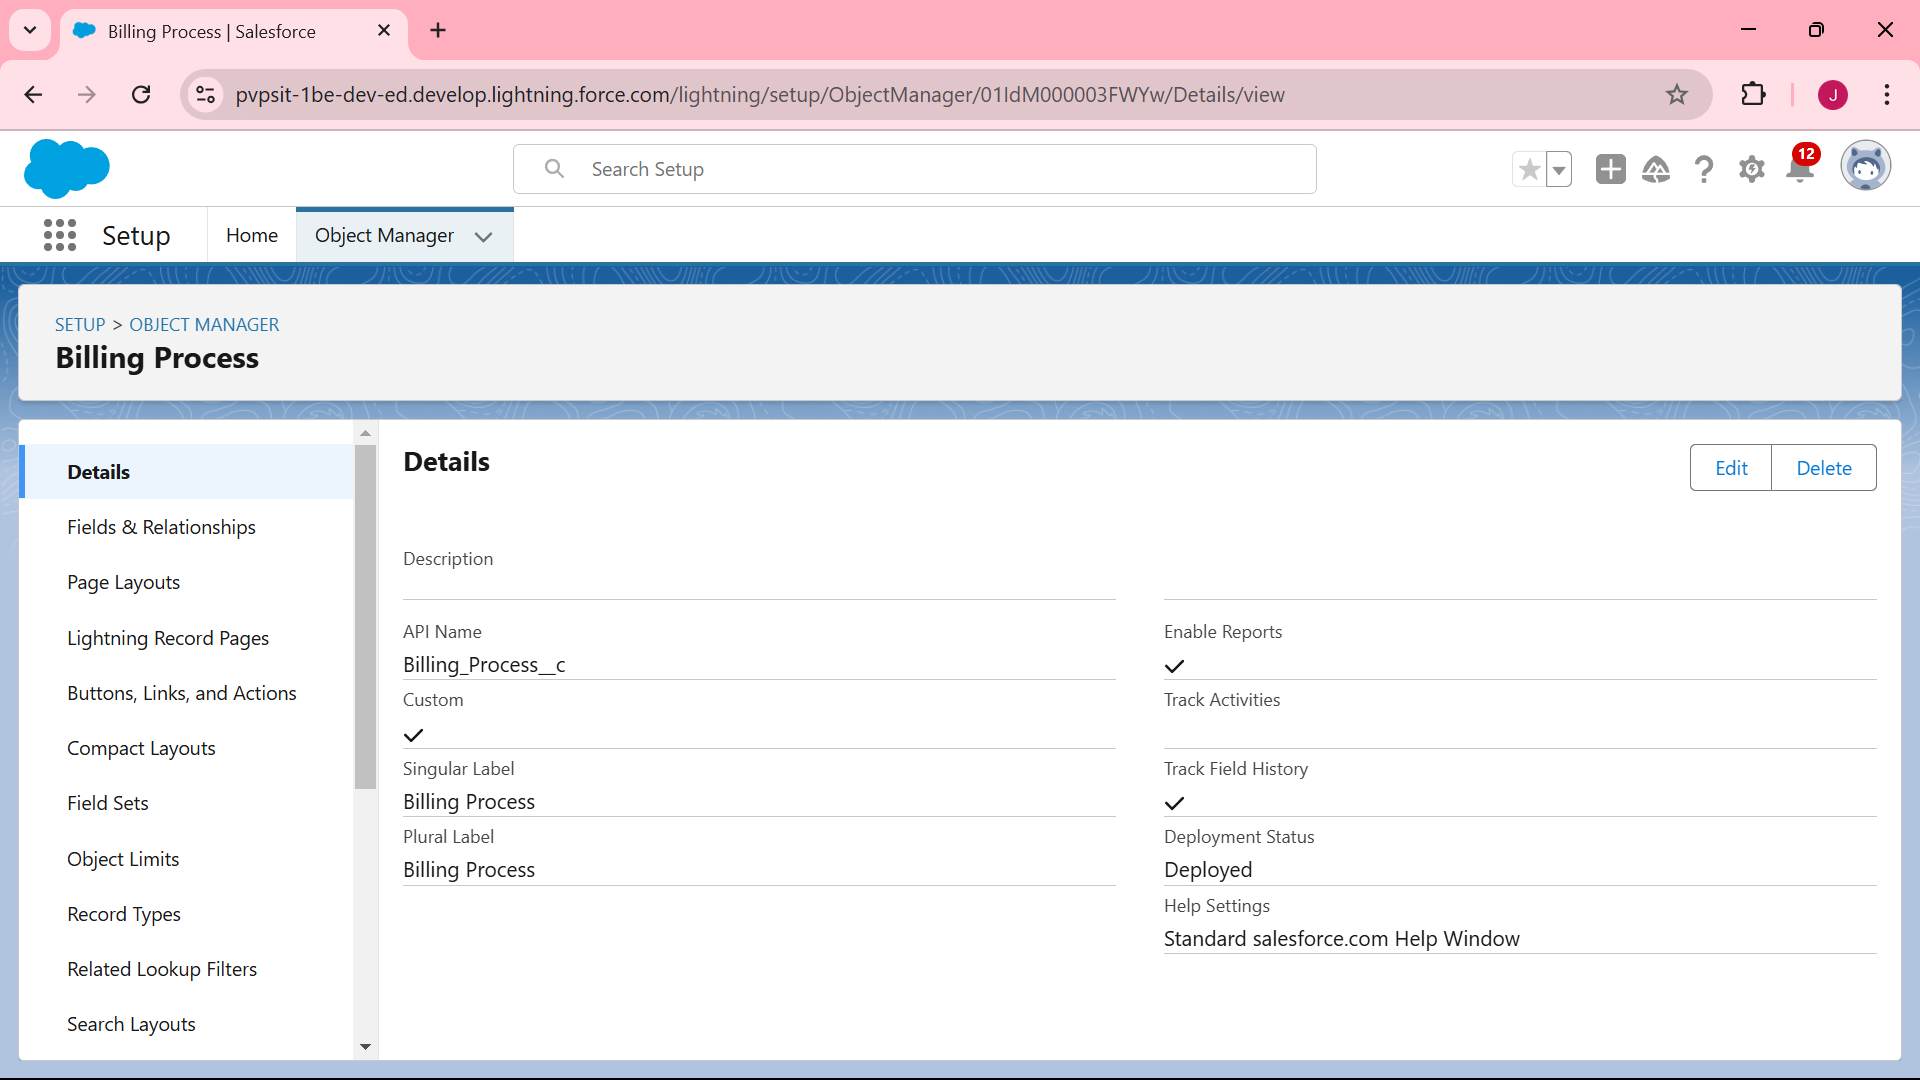 Billing Process | Salesforce
pvpsit-1be-dev-ed.develop.lightning.force.com/lightning/setup/ObjectManager/01IdM000003FWYw/Details/view
J
Search Setup
12
Setup
Home
Object Manager
SETUP > OBJECT MANAGER
Billing Process
Details
Fields & Relationships
Page Layouts
Lightning Record Pages
Buttons, Links, and Actions
Compact Layouts
Field Sets
Object Limits
Record Types
Related Lookup Filters
Search Layouts
Details
Edit
Delete
Description
API Name
Billing_Process__c
Custom
Singular Label
Billing Process
Plural Label
Billing Process
Enable Reports
Track Activities
Track Field History
Deployment Status
Deployed
Help Settings
Standard salesforce.com Help Window